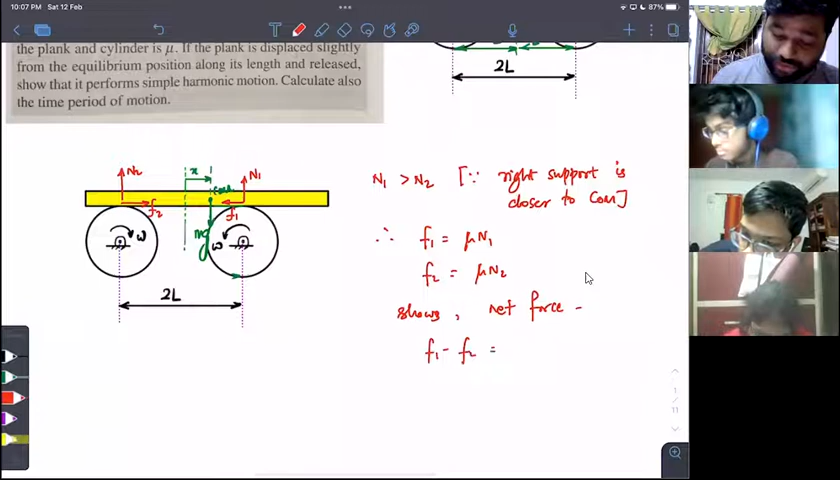 10:07 PM Sat 12 Feb
87%
the plank and cylinder is μ. If the plank is displaced slightly
from the equilibrium position along its length and released,
show that it performs simple harmonic motion. Calculate also
the time period of motion.
2L
N2
x
N1
com
f2
f1
mg
ω
ω
2L
N1 > N2 [∵ right support is
closer to COM]
∴ f1 = μN1
f2 = μN2
shows, net force -
f1 - f2 =
1
/
11